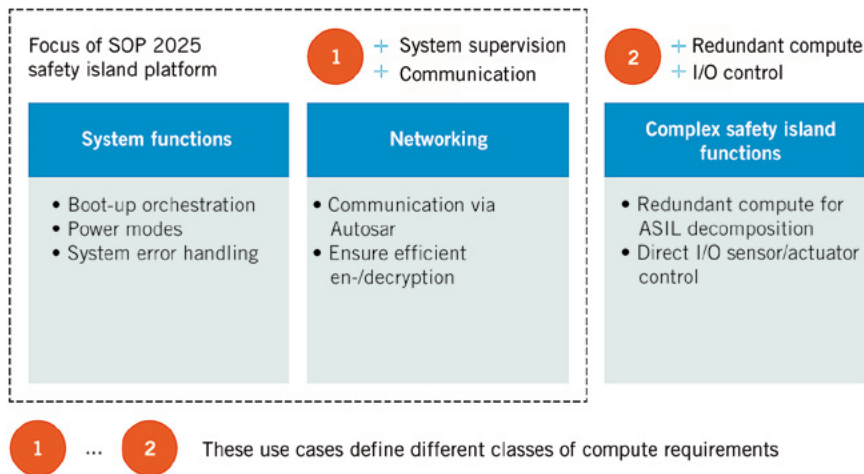 Focus of SOP 2025
safety island platform
1
+ System supervision
+ Communication
2
+ Redundant compute
+ I/O control
System functions
• Boot-up orchestration
• Power modes
• System error handling
Networking
• Communication via
Autosar
• Ensure efficient
en-/decryption
Complex safety island
functions
• Redundant compute for
ASIL decomposition
• Direct I/O sensor/actuator
control
1 ... 2 These use cases define different classes of compute requirements